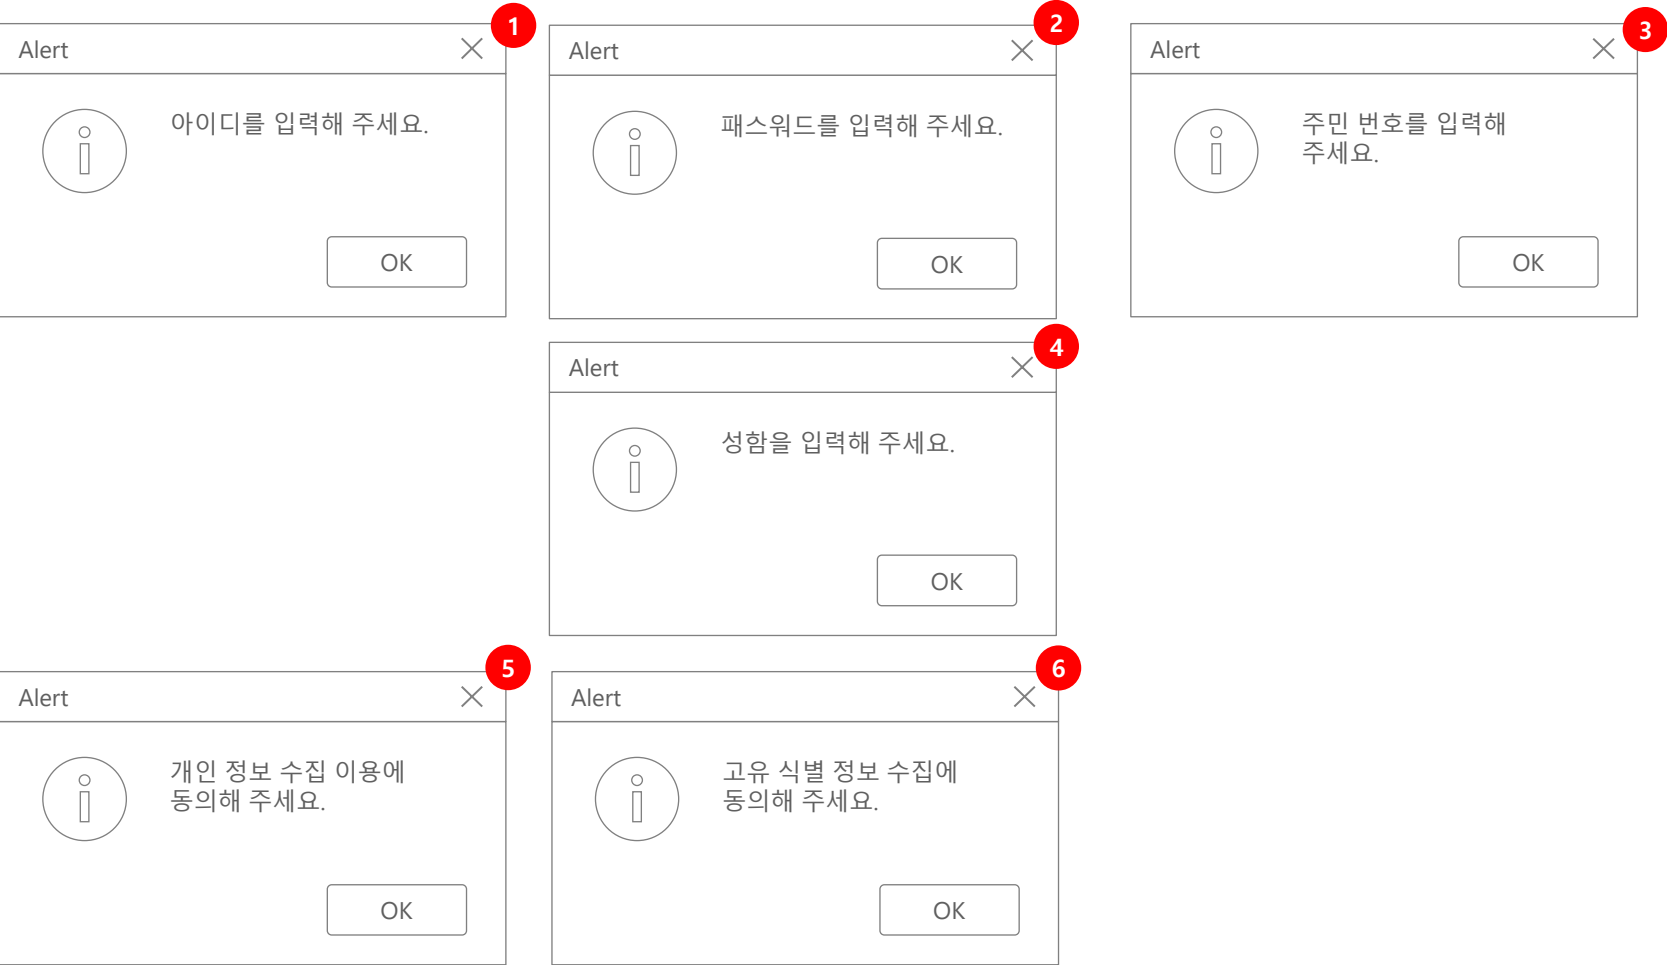 1
Alert
아이디를 입력해 주세요.
OK
2
Alert
패스워드를 입력해 주세요.
OK
3
Alert
주민 번호를 입력해
주세요.
OK
4
Alert
성함을 입력해 주세요.
OK
5
Alert
개인 정보 수집 이용에
동의해 주세요.
OK
6
Alert
고유 식별 정보 수집에
동의해 주세요.
OK